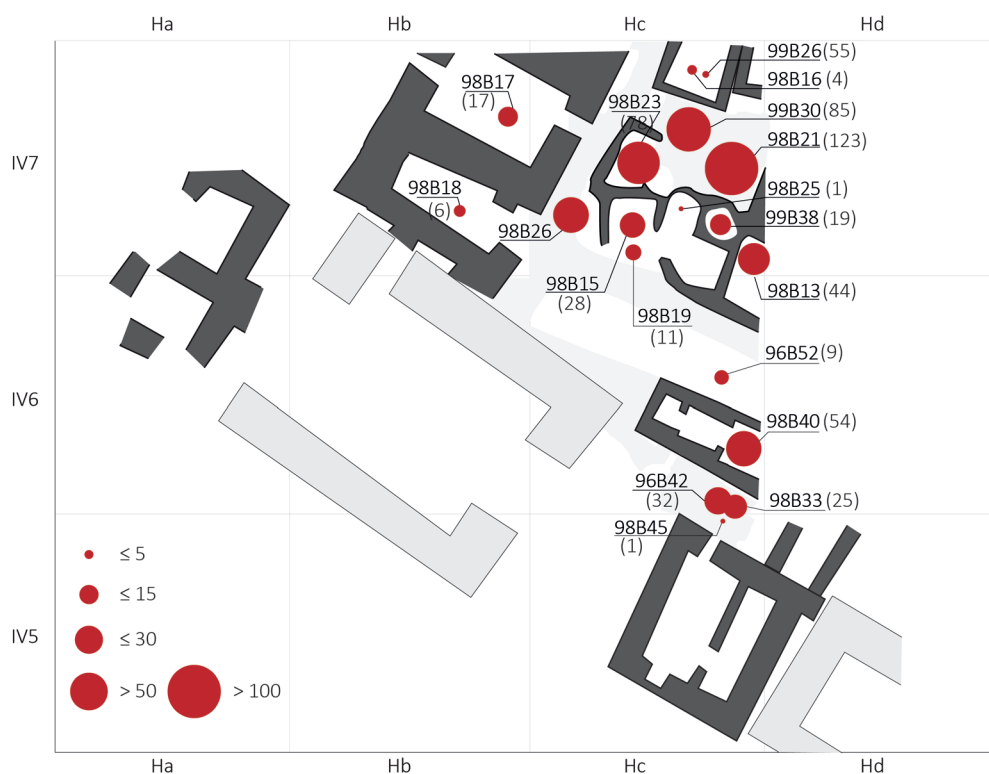 Ha Hb Hc Hd
99B26 (55)
98B16 (4)
98B17
(17)
98B23
(78)
99B30 (85)
98B21 (123)
IV7
98B18
(6)
98B25 (1)
99B38 (19)
98B26
98B15
(28)
98B13 (44)
98B19
(11)
96B52 (9)
IV6
98B40 (54)
96B42
(32)
98B33 (25)
98B45
(1)
≤ 5
≤ 15
≤ 30
IV5
> 50 > 100
Ha Hb Hc Hd